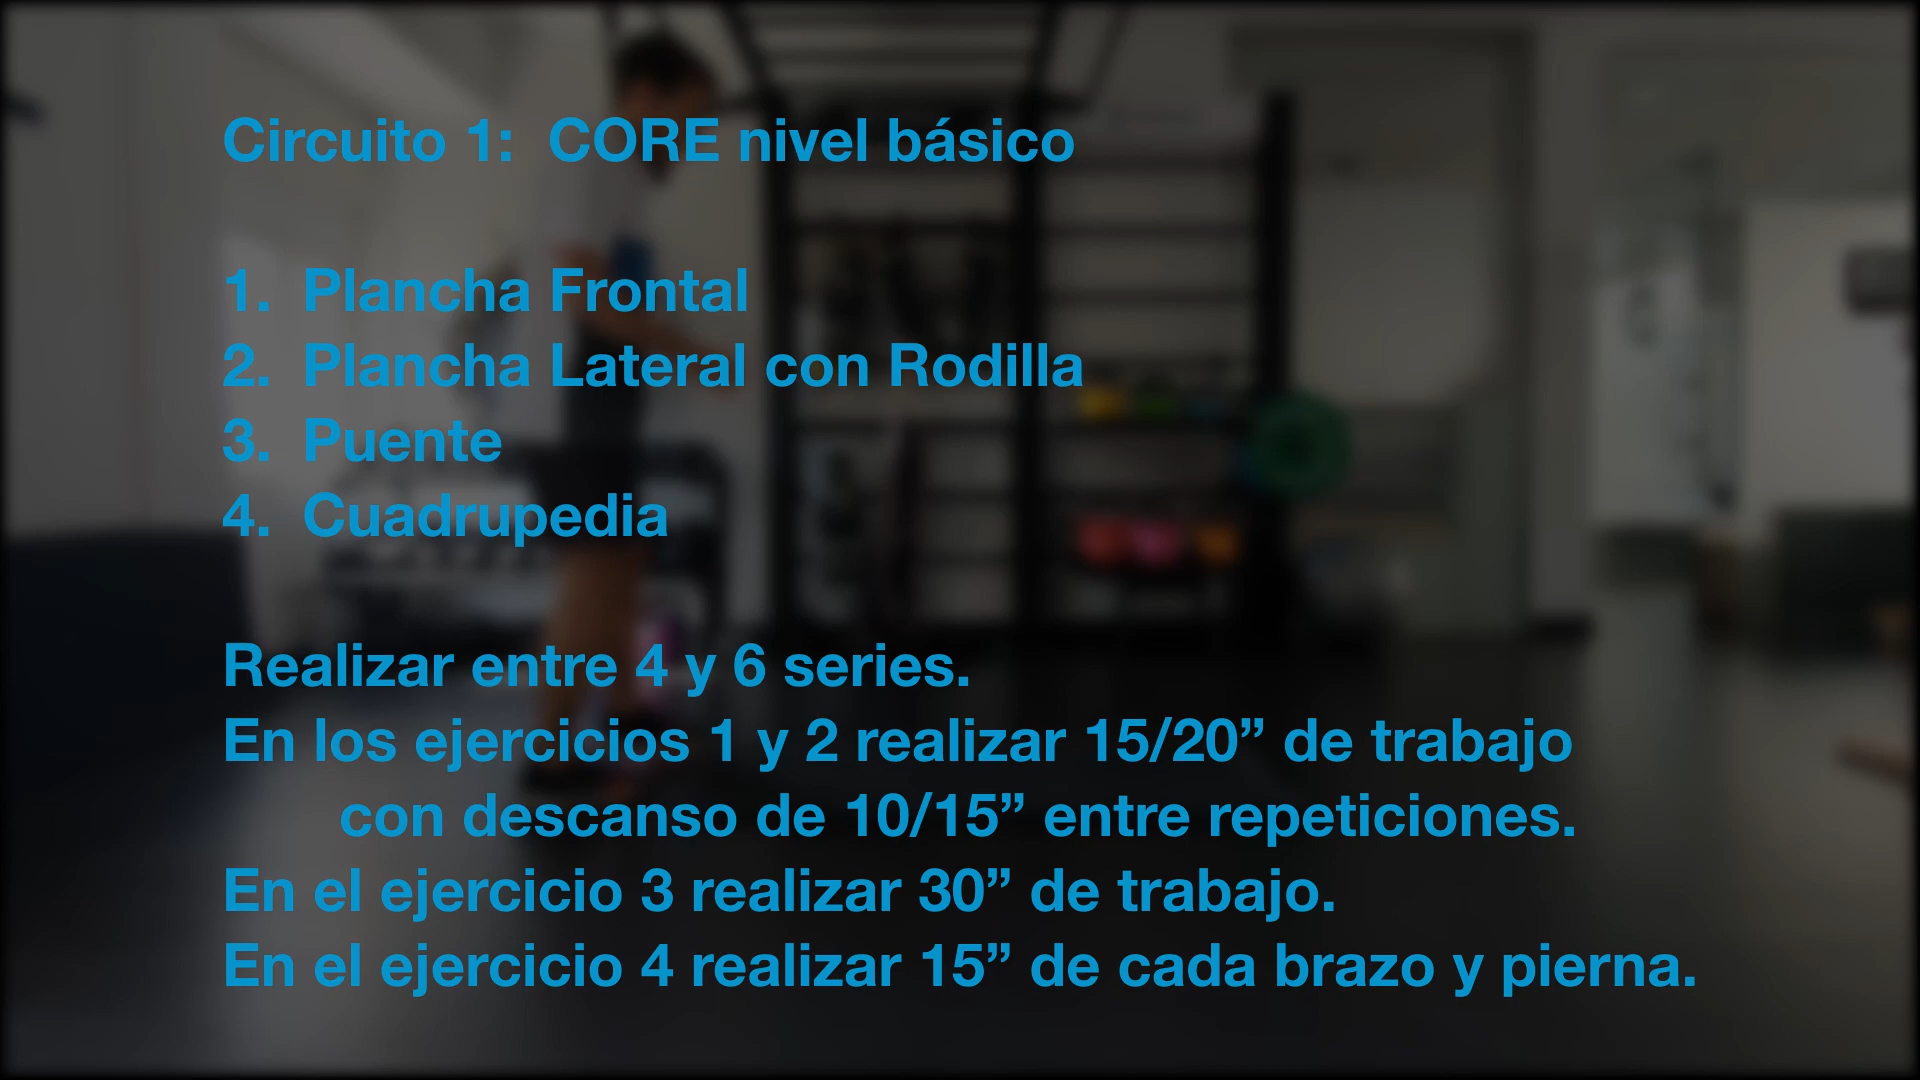 Circuito 1: CORE nivel básico
1. Plancha Frontal
2. Plancha Lateral con Rodilla
3. Puente
4. Cuadrupedia
Realizar entre 4 y 6 series.
En los ejercicios 1 y 2 realizar 15/20” de trabajo
con descanso de 10/15” entre repeticiones.
En el ejercicio 3 realizar 30” de trabajo.
En el ejercicio 4 realizar 15” de cada brazo y pierna.